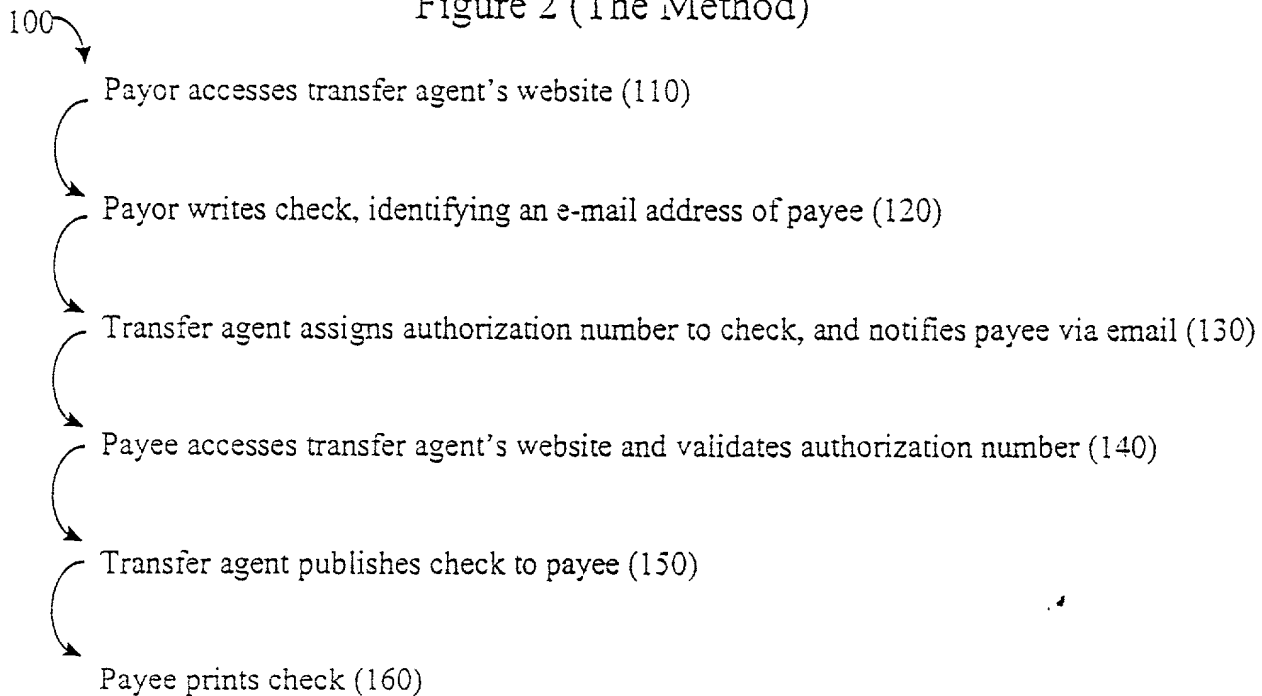 Figure 2 (The Method)
100
Payor accesses transfer agent's website (110)
Payor writes check, identifying an e-mail address of payee (120)
Transfer agent assigns authorization number to check, and notifies payee via email (130)
Payee accesses transfer agent's website and validates authorization number (140)
Transfer agent publishes check to payee (150)
Payee prints check (160)